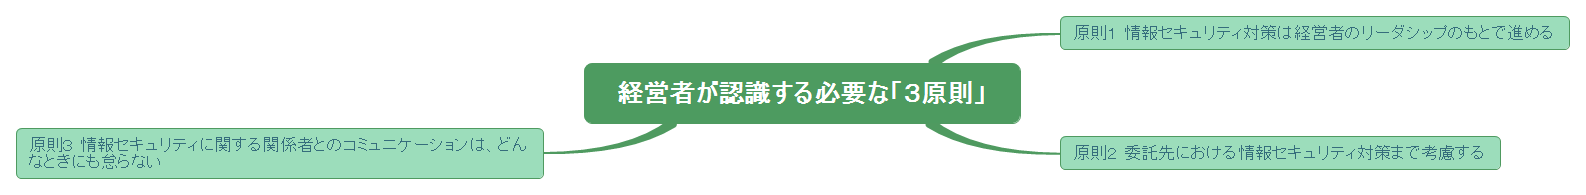 経営者が認識する必要な「3原則」
原則1 情報セキュリティ対策は経営者のリーダシップのもとで進める
原則2 委託先における情報セキュリティ対策まで考慮する
原則3 情報セキュリティに関する関係者とのコミュニケーションは、どん
なときにも怠らない